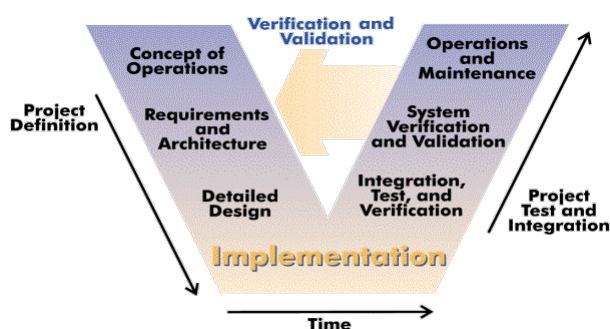 Verification and
Validation
Concept of
Operations
Operations
and
Maintenance
Project
Definition
Requirements
and
Architecture
System
Verification
and Validation
Detailed
Design
Integration,
Test, and
Verification
Project
Test and
Integration
Implementation
Time